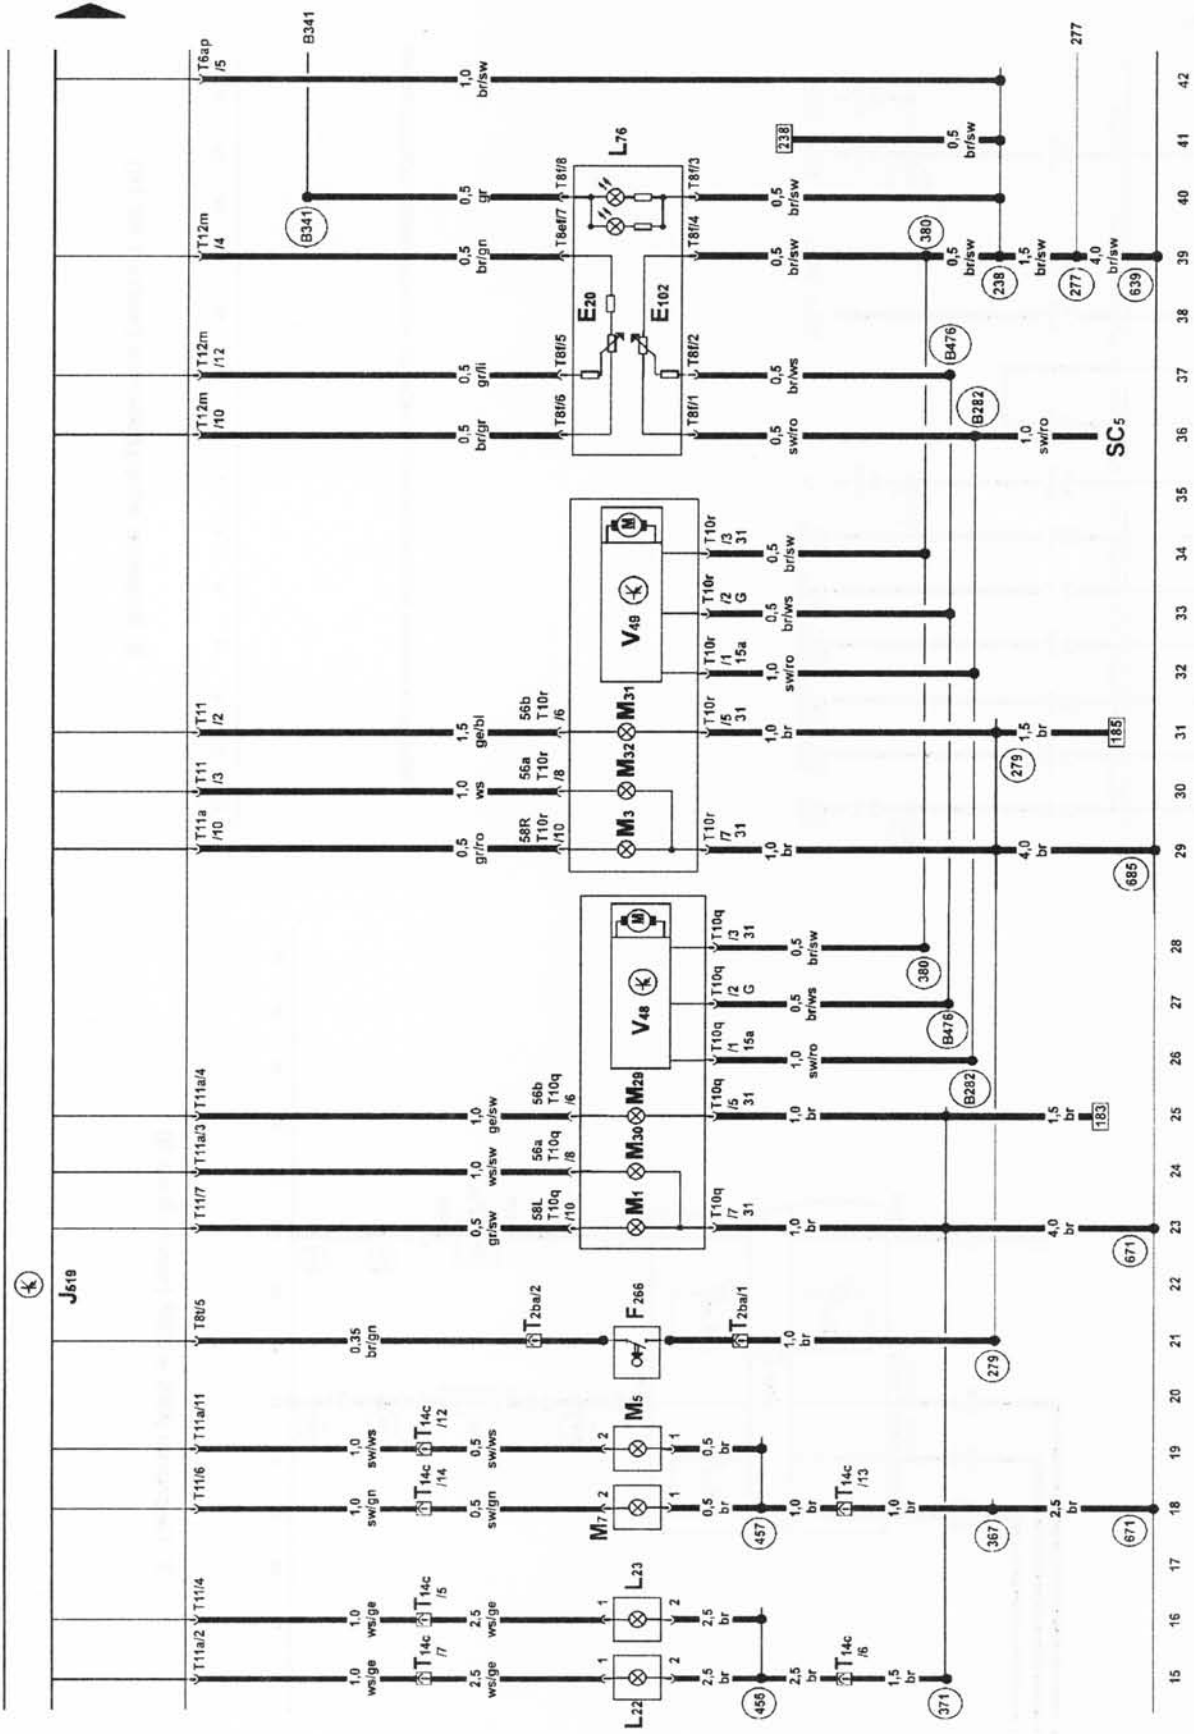 J519
T11a/2 T11/4 T11/6 T11a/11 T8t/5 T11/7 T11a/3 T11a/4 T11a/10 T11/3 T11/2 T12m/10 T12m/12 T12m/4 T6ap/5
B341 B341
1,0 ws/ge 1,0 ws/ge 1,0 sw/gn 1,0 sw/ws 0,35 br/gn
T14c/7 T14c/5 T14c/14 T14c/12
2,5 ws/ge 2,5 ws/ge 0,5 sw/gn 0,5 sw/ws 0,5 gr/sw 1,0 ws/sw 1,0 ge/sw 0,5 gr/ro 1,0 ws 1,5 ge/bl 0,5 br/gr 0,5 gr/li 0,5 br/gn 0,5 gr 1,0 br/sw
T2ba/2 58L T10q/10 56a T10q/8 56b T10q/6 58R T10r/10 56a T10r/8 56b T10r/6 T8f/6 T8f/5 T8ef/7 T8f/8
1 1 2 2
L22 L23 M7 M5 F266 M1 M30 M29 V48 M M3 M32 M31 V49 M E20 E102 L76
2 2 1 1
T2ba/1 T10q/7 31 T10q/5 31 T10q/1 15a T10q/2 G T10q/3 31 T10r/7 31 T10r/5 31 T10r/1 15a T10r/2 G T10r/3 31 T8f/1 T8f/2 T8f/4 T8f/3
2,5 br 2,5 br 0,5 br 0,5 br 1,0 br 1,0 br 1,0 br 1,0 sw/ro 0,5 br/ws 0,5 br/sw 1,0 br 1,0 br 1,0 sw/ro 0,5 br/ws 0,5 br/sw 0,5 sw/ro 0,5 br/ws 0,5 br/sw 0,5 br/sw 238
457
2,5 br 1,0 br
T14c/6 T14c/13
1,5 br 1,0 br
380 380
371 B476 B476
B282 B282
0,5 br/sw 0,5 br/sw
367 279 279 238
2,5 br 4,0 br 1,5 br 4,0 br 1,5 br 1,0 sw/ro 1,5 br/sw
183 185 SC5 277 277
4,0 br/sw
671 671 685 639
15 16 17 18 19 20 21 22 23 24 25 26 27 28 29 30 31 32 33 34 35 36 37 38 39 40 41 42